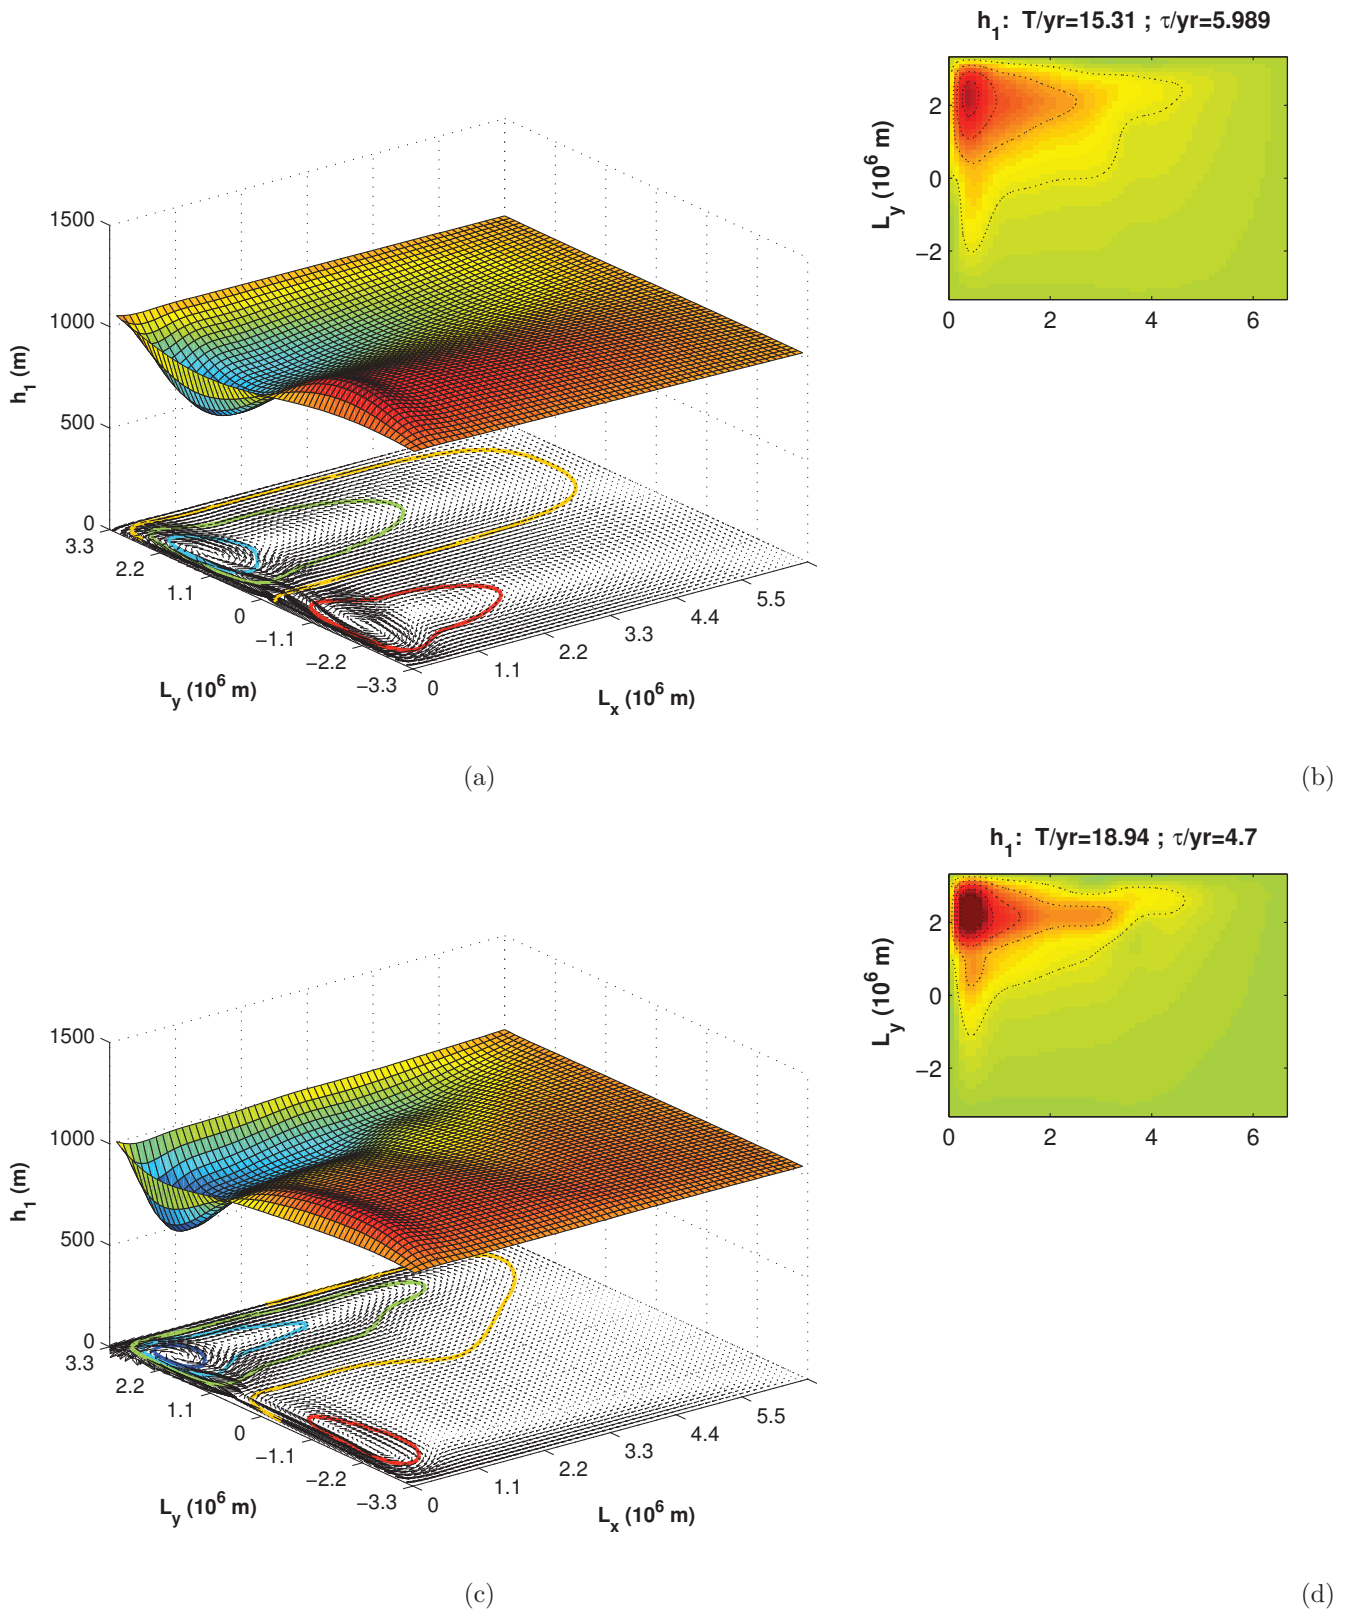 h1: T/yr=15.31 ; τ/yr=5.989
1500
1000
500
0
h1 (m)
3.3
2.2
1.1
0
−1.1
−2.2
−3.3
Ly (10^6 m)
0
1.1
2.2
3.3
4.4
5.5
Lx (10^6 m)
2
0
−2
Ly (10^6 m)
0 2 4 6
(a)
(b)
h1: T/yr=18.94 ; τ/yr=4.7
1500
1000
500
0
h1 (m)
3.3
2.2
1.1
0
−1.1
−2.2
−3.3
Ly (10^6 m)
0
1.1
2.2
3.3
4.4
5.5
Lx (10^6 m)
2
0
−2
Ly (10^6 m)
0 2 4 6
(c)
(d)